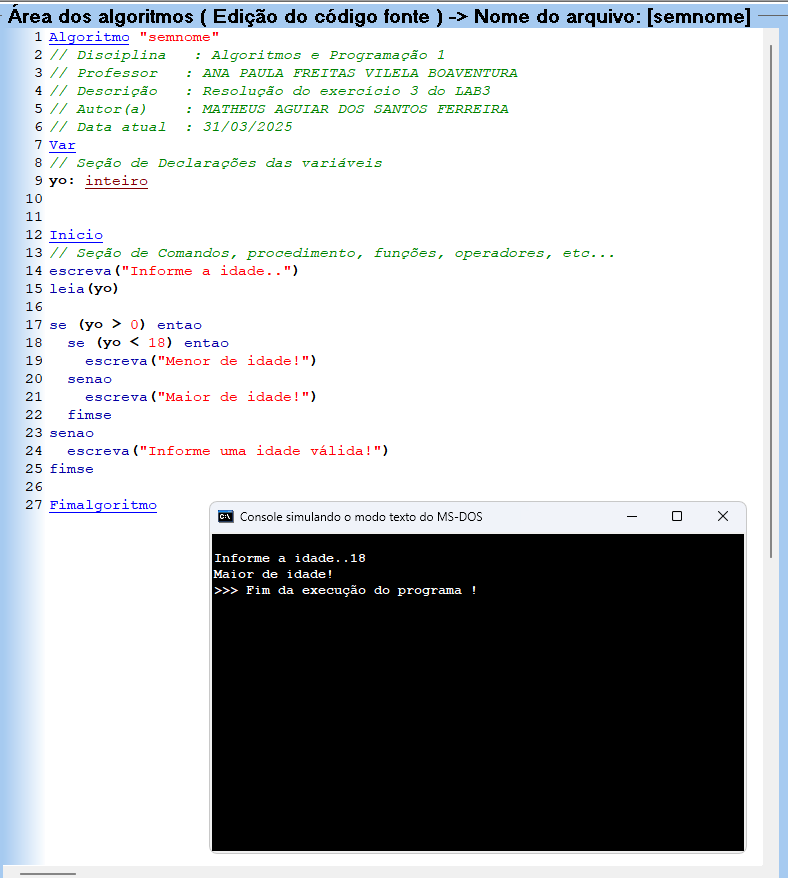 Área dos algoritmos ( Edição do código fonte ) -> Nome do arquivo: [semnome]
1 Algoritmo "semnome"
2 // Disciplina   : Algoritmos e Programação 1
3 // Professor   : ANA PAULA FREITAS VILELA BOAVENTURA
4 // Descrição   : Resolução do exercício 3 do LAB3
5 // Autor(a)    : MATHEUS AGUIAR DOS SANTOS FERREIRA
6 // Data atual  : 31/03/2025
7 Var
8 // Seção de Declarações das variáveis
9 yo: inteiro
10
11
12 Inicio
13 // Seção de Comandos, procedimento, funções, operadores, etc...
14 escreva("Informe a idade..")
15 leia(yo)
16
17 se (yo > 0) entao
18   se (yo < 18) entao
19     escreva("Menor de idade!")
20   senao
21     escreva("Maior de idade!")
22   fimse
23 senao
24   escreva("Informe uma idade válida!")
25 fimse
26
27 Fimalgoritmo
C:\ Console simulando o modo texto do MS-DOS
Informe a idade..18
Maior de idade!
>>> Fim da execução do programa !